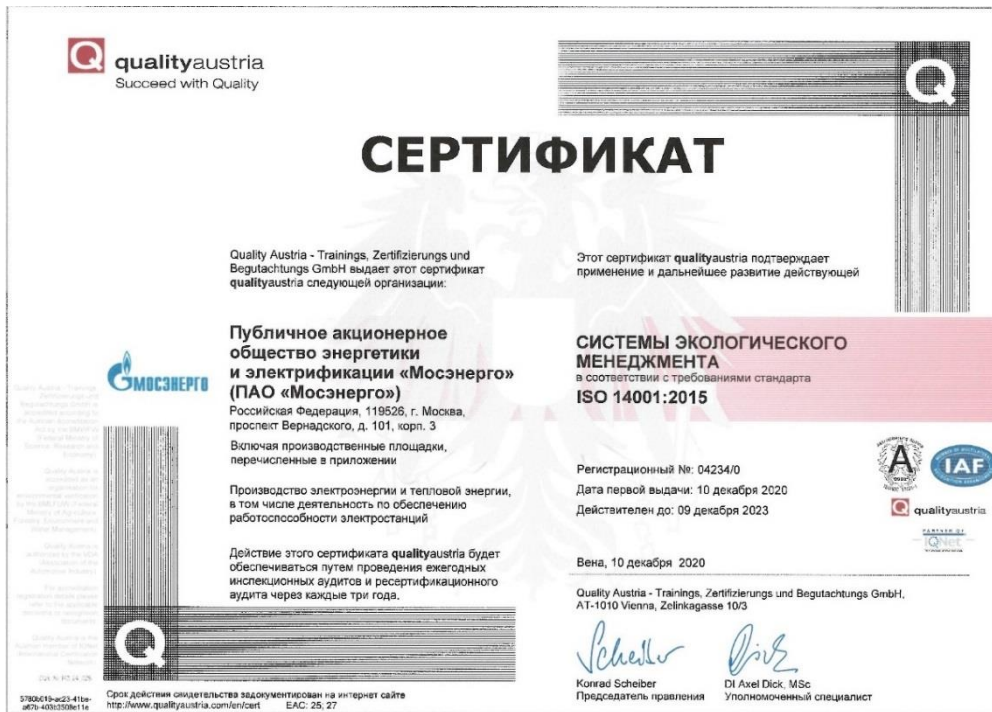 qualityaustria
Succeed with Quality
Q
СЕРТИФИКАТ
Quality Austria - Trainings, Zertifizierungs und
Begutachtungs GmbH выдает этот сертификат
qualityaustria следующей организации:
МОСЭНЕРГО
Публичное акционерное
общество энергетики
и электрификации «Мосэнерго»
(ПАО «Мосэнерго»)
Российская Федерация, 119526, г. Москва,
проспект Вернадского, д. 101, корп. 3
Включая производственные площадки,
перечисленные в приложении
Производство электроэнергии и тепловой энергии,
в том числе деятельность по обеспечению
работоспособности электростанций
Действие этого сертификата qualityaustria будет
обеспечиваться путем проведения ежегодных
инспекционных аудитов и ресертификационного
аудита через каждые три года.
Этот сертификат qualityaustria подтверждает
применение и дальнейшее развитие действующей
СИСТЕМЫ ЭКОЛОГИЧЕСКОГО
МЕНЕДЖМЕНТА
в соответствии с требованиями стандарта
ISO 14001:2015
Регистрационный №: 04234/0
Дата первой выдачи: 10 декабря 2020
Действителен до: 09 декабря 2023
A
IAF
qualityaustria
PARTNER OF
IQNet
Вена, 10 декабря 2020
Quality Austria - Trainings, Zertifizierungs und Begutachtungs GmbH,
AT-1010 Vienna, Zelinkagasse 10/3
Konrad Scheiber
Председатель правления
DI Axel Dick, MSc
Уполномоченный специалист
Q
Срок действия свидетельства задокументирован на интернет сайте
http://www.qualityaustria.com/en/cert EAC: 25; 27